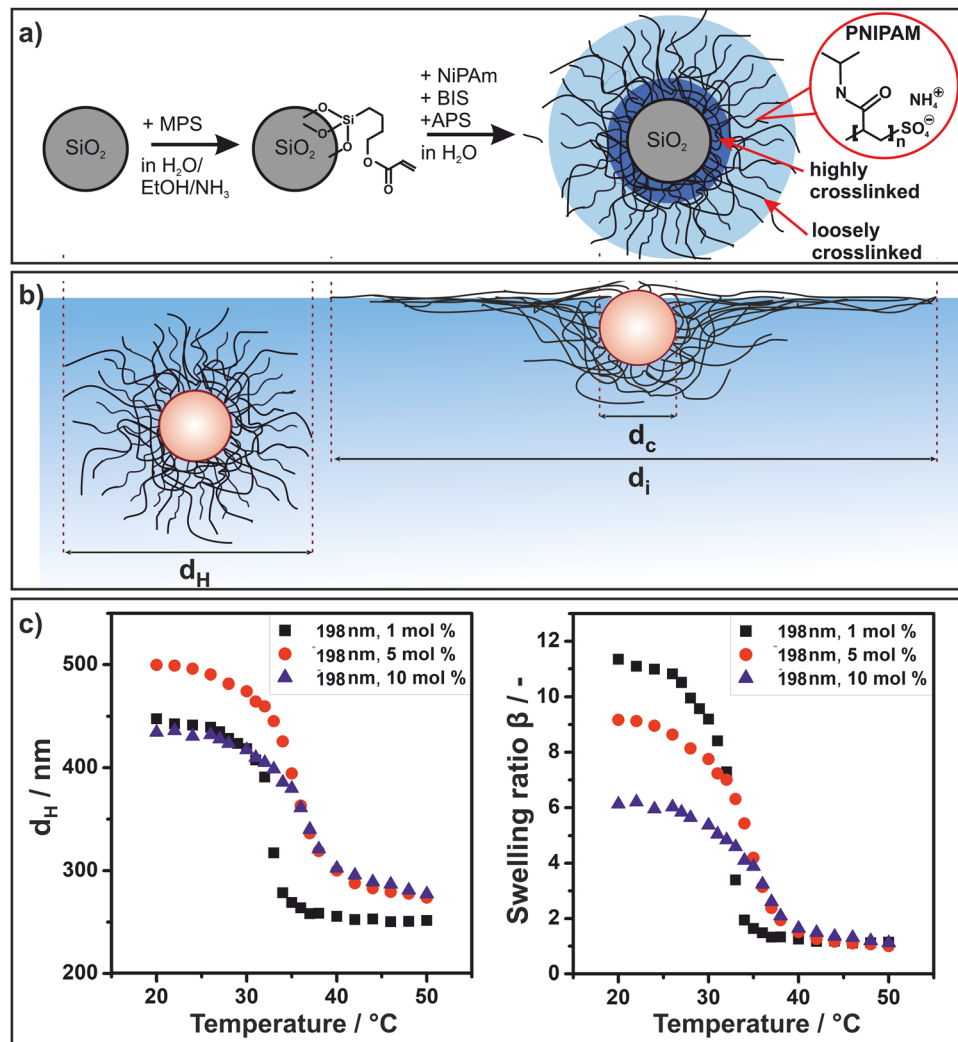 a)
SiO2
+ MPS
in H2O/
EtOH/NH3
SiO2
O
O
O
Si
O
O
+ NiPAm
+ BIS
+APS
in H2O
SiO2
PNIPAM
N
H
O
NH4⊕
SO4⊖
n
highly
crosslinked
loosely
crosslinked
b)
dH
dc
di
c)
198nm, 1 mol %
198nm, 5 mol %
198nm, 10 mol %
500
400
300
200
dH / nm
20 30 40 50
Temperature / °C
198nm, 1 mol %
198nm, 5 mol %
198nm, 10 mol %
12
10
8
6
4
2
0
Swelling ratio β / -
20 30 40 50
Temperature / °C